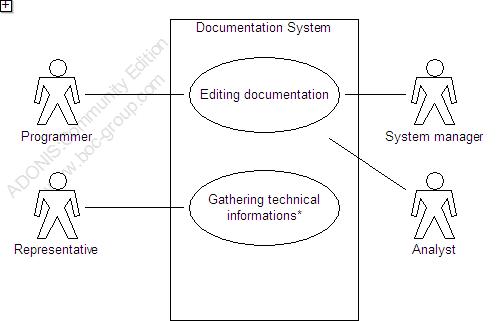 Documentation System
ADONIS:Community Edition
www.boc-group.com
Editing documentation
Programmer
System manager
Gathering technical
informations*
Representative
Analyst